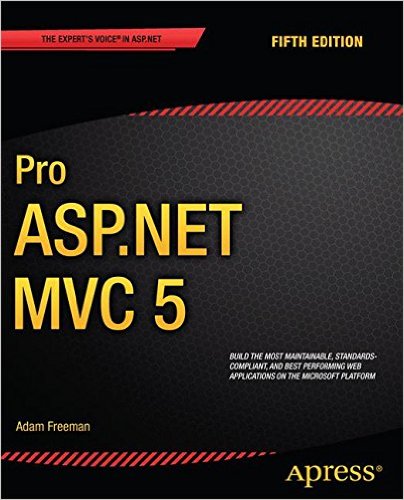 THE EXPERT'S VOICE® IN ASP.NET
FIFTH EDITION
Pro
ASP.NET
MVC 5
BUILD THE MOST MAINTAINABLE, STANDARDS-
COMPLIANT, AND BEST PERFORMING WEB
APPLICATIONS ON THE MICROSOFT PLATFORM
Adam Freeman
Apress®